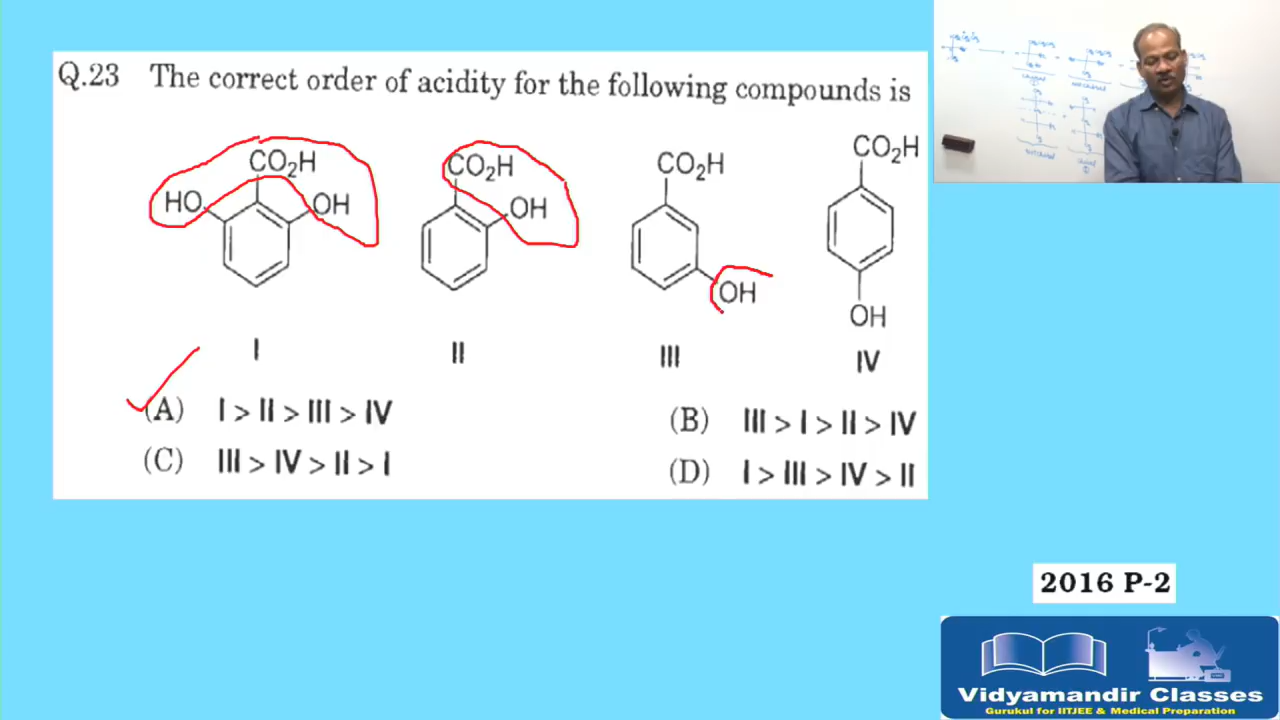 Q.23 The correct order of acidity for the following compounds is
CO₂H CO₂H CO₂H CO₂H
HO OH OH
OH OH
I II III IV
(A) I > II > III > IV (B) III > I > II > IV
(C) III > IV > II > I (D) I > III > IV > II
2016 P-2
Vidyamandir Classes
Gurukul for IITJEE & Medical Preparation